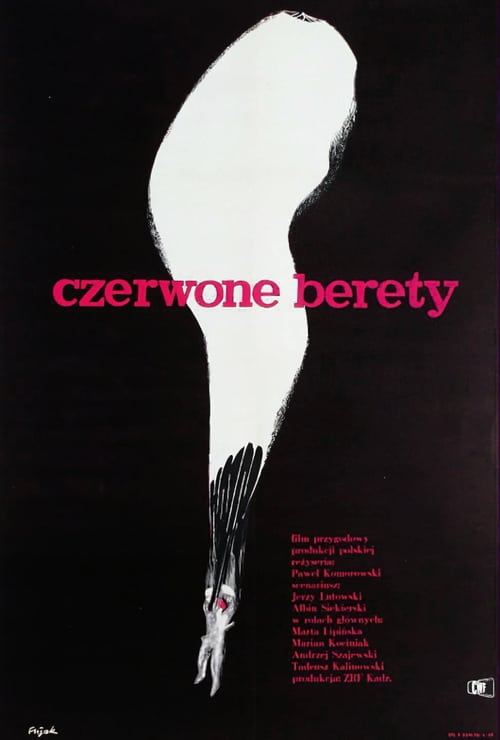 czerwone berety
film przygodowy
produkcji polskiej
reżyseria:
Paweł Komorowski
scenariusz:
Jerzy Lutowski
Albin Siekierski
w rolach głównych:
Marta Lipińska
Marian Kociniak
Andrzej Szajewski
Tadeusz Kalinowski
produkcja: ZRF Kadr.
CWF